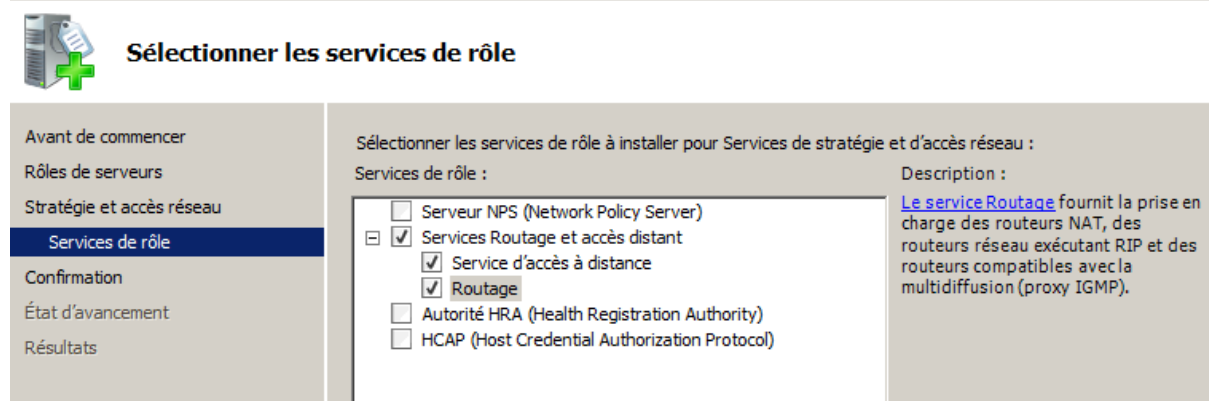 Sélectionner les services de rôle
Avant de commencer
Rôles de serveurs
Stratégie et accès réseau
Services de rôle
Confirmation
État d'avancement
Résultats
Sélectionner les services de rôle à installer pour Services de stratégie et d'accès réseau :
Services de rôle :
Serveur NPS (Network Policy Server)
Services Routage et accès distant
Service d'accès à distance
Routage
Autorité HRA (Health Registration Authority)
HCAP (Host Credential Authorization Protocol)
Description :
Le service Routage fournit la prise en
charge des routeurs NAT, des
routeurs réseau exécutant RIP et des
routeurs compatibles avec la
multidiffusion (proxy IGMP).